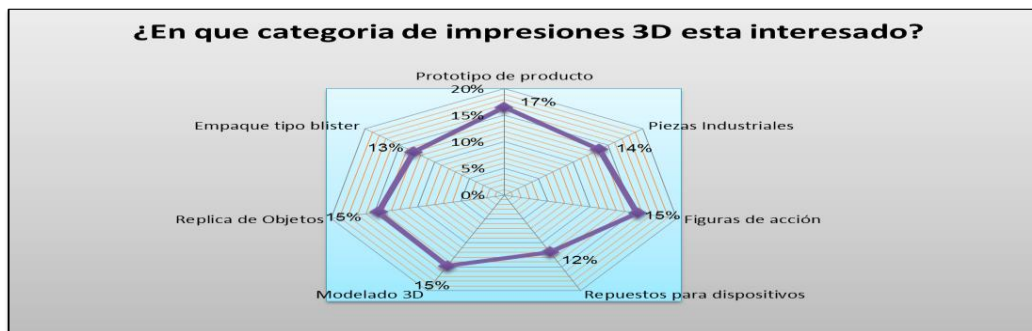 ¿En que categoria de impresiones 3D esta interesado?
Prototipo de producto
20%
17%
Empaque tipo blister
15%
Piezas Industriales
13%
10%
14%
5%
0%
Replica de Objetos
15%
15%
Figuras de acción
12%
15%
Modelado 3D
Repuestos para dispositivos